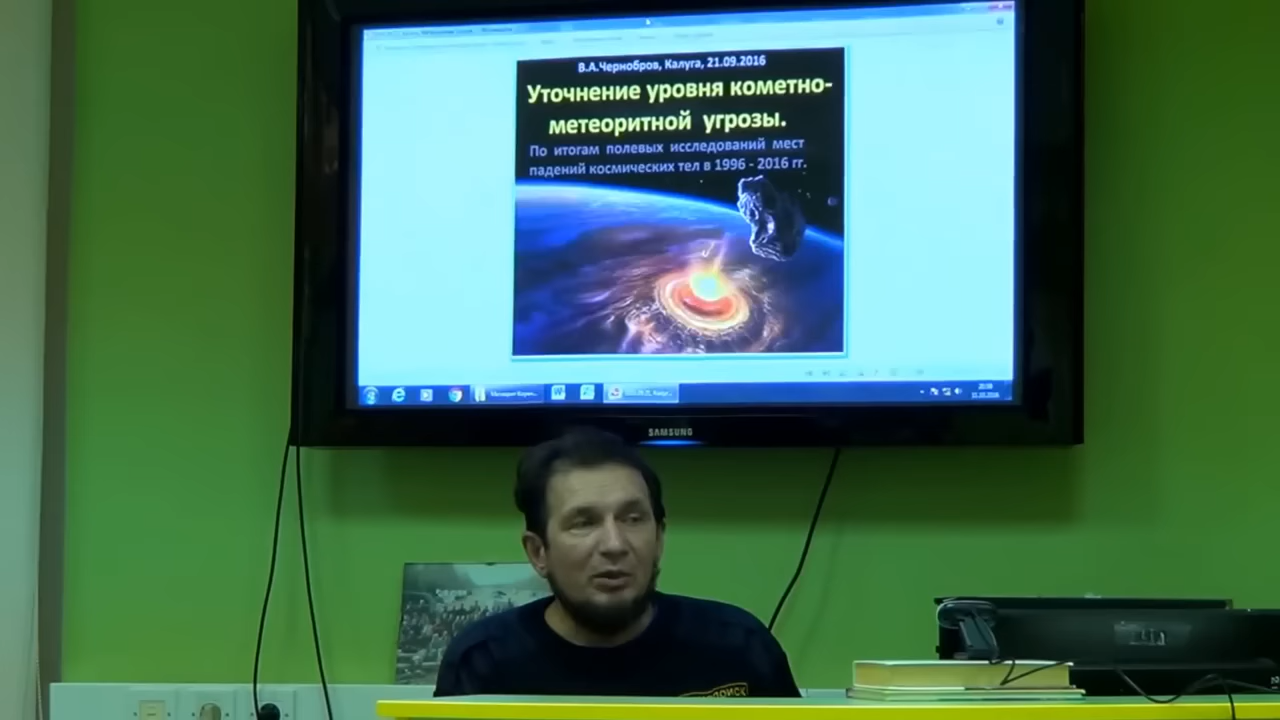 В.А.Чернобров, Калуга, 21.09.2016
Уточнение уровня кометно-
метеоритной угрозы.
По итогам полевых исследований мест
падений космических тел в 1996 - 2016 гг.
SAMSUNG